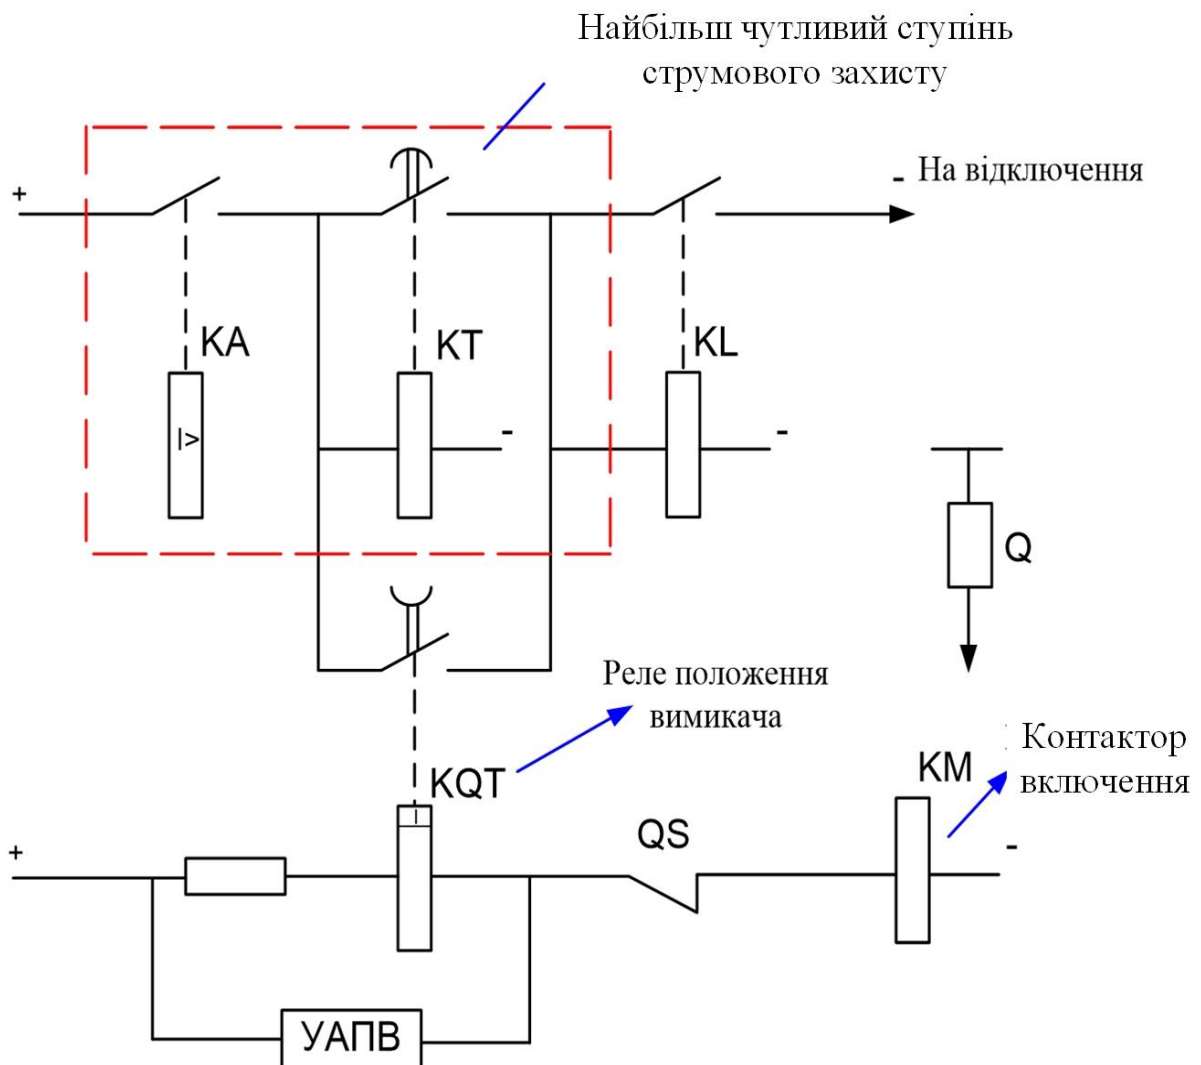 Найбільш чутливий ступінь
струмового захисту
+
- На відключення
KA
KT
KL
I>
-
-
Q
Реле положення
вимикача
Контактор
включення
KQT
KM
QS
+
-
УАПВ